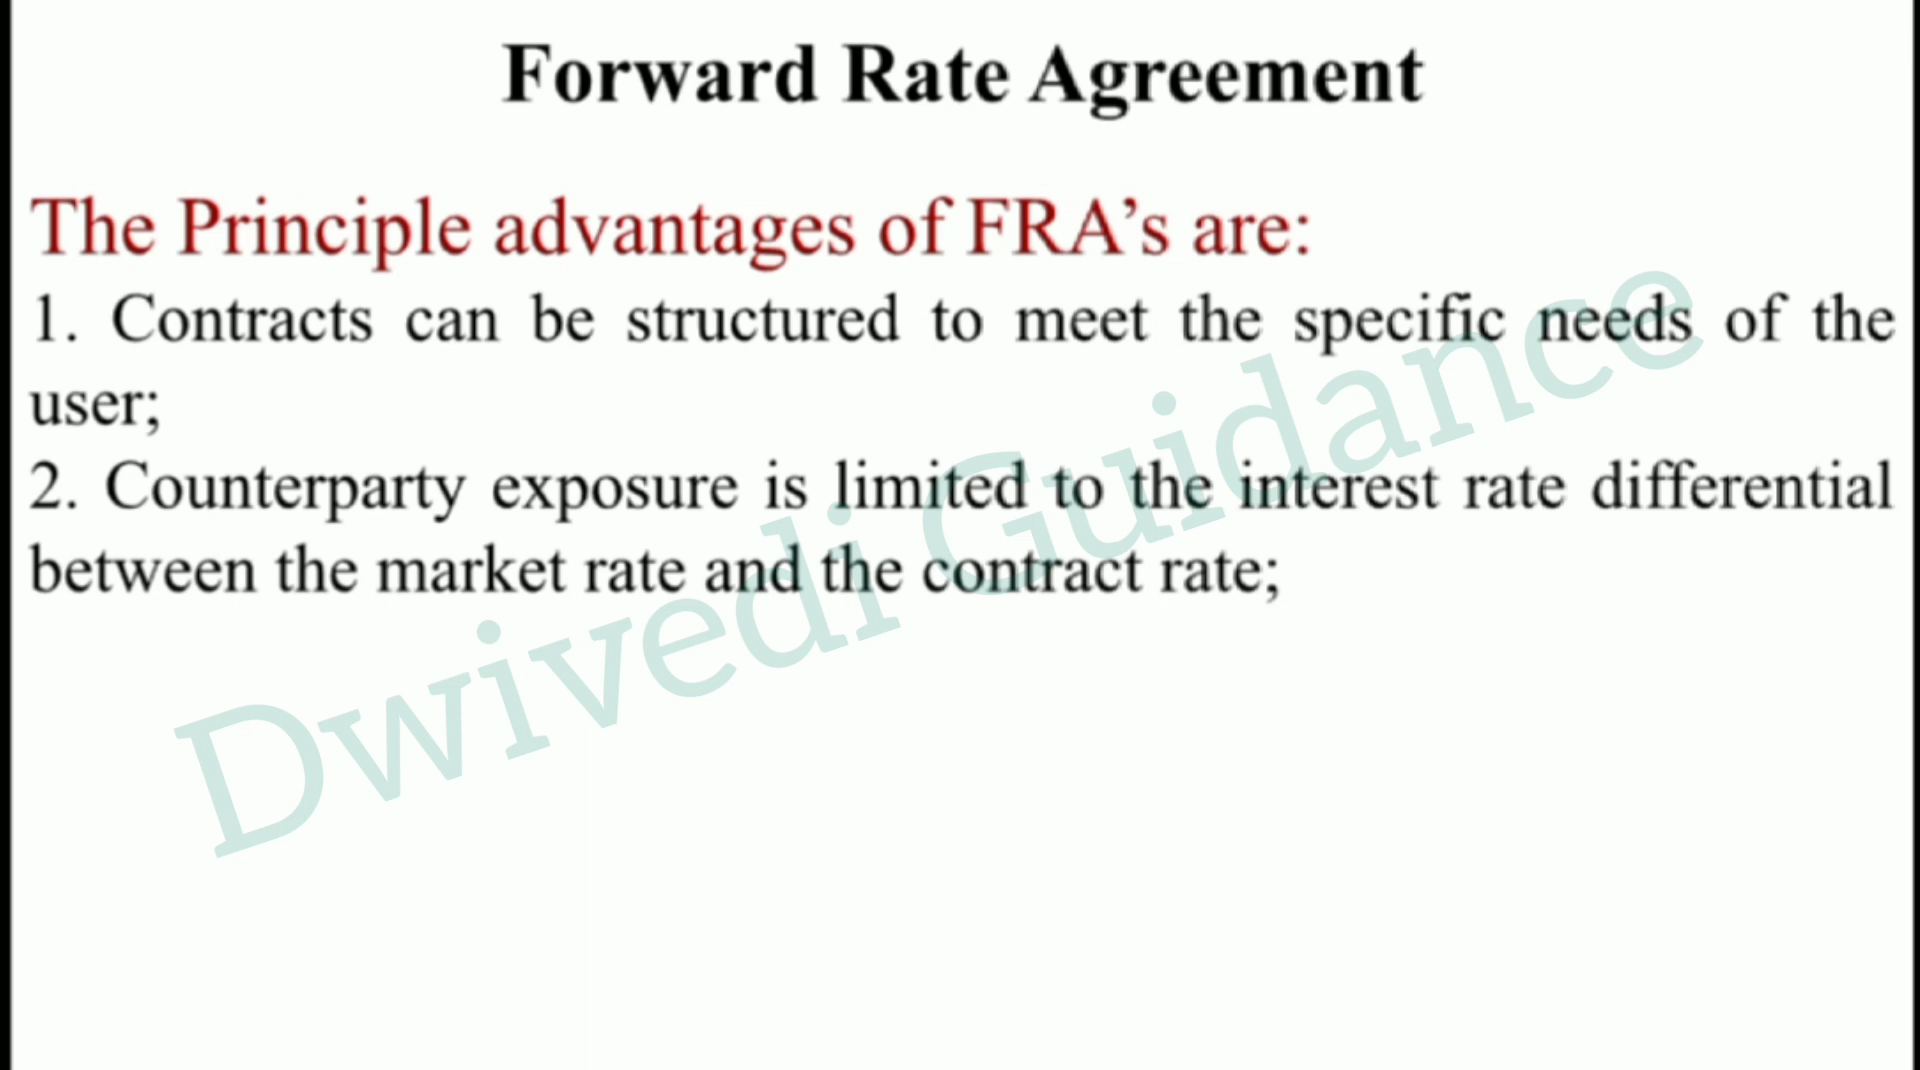 Forward Rate Agreement
The Principle advantages of FRA’s are:
1. Contracts can be structured to meet the specific needs of the
user;
2. Counterparty exposure is limited to the interest rate differential
between the market rate and the contract rate;
Dwivedi Guidance